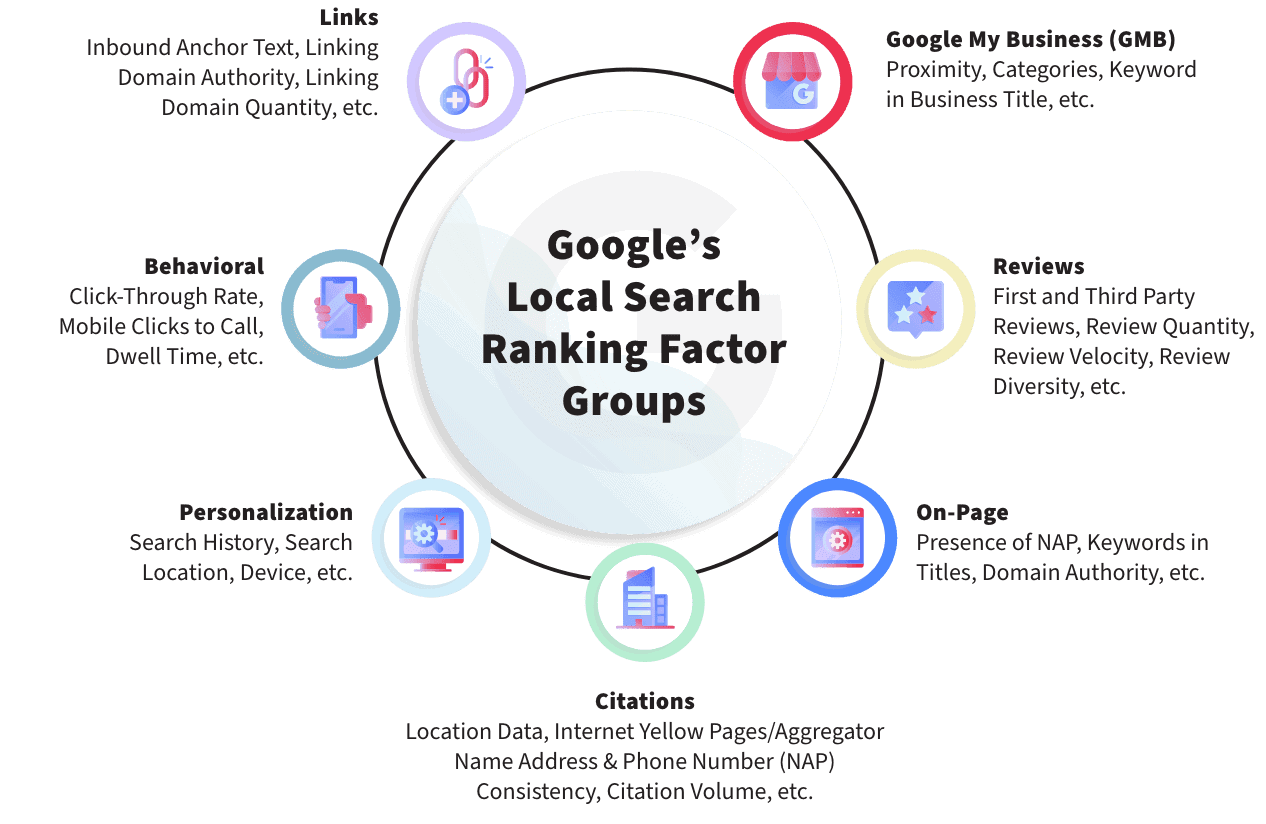 Links
Inbound Anchor Text, Linking
Domain Authority, Linking
Domain Quantity, etc.
Google My Business (GMB)
Proximity, Categories, Keyword
in Business Title, etc.
Google’s
Local Search
Ranking Factor
Groups
Behavioral
Click-Through Rate,
Mobile Clicks to Call,
Dwell Time, etc.
Reviews
First and Third Party
Reviews, Review Quantity,
Review Velocity, Review
Diversity, etc.
Personalization
Search History, Search
Location, Device, etc.
On-Page
Presence of NAP, Keywords in
Titles, Domain Authority, etc.
Citations
Location Data, Internet Yellow Pages/Aggregator
Name Address & Phone Number (NAP)
Consistency, Citation Volume, etc.